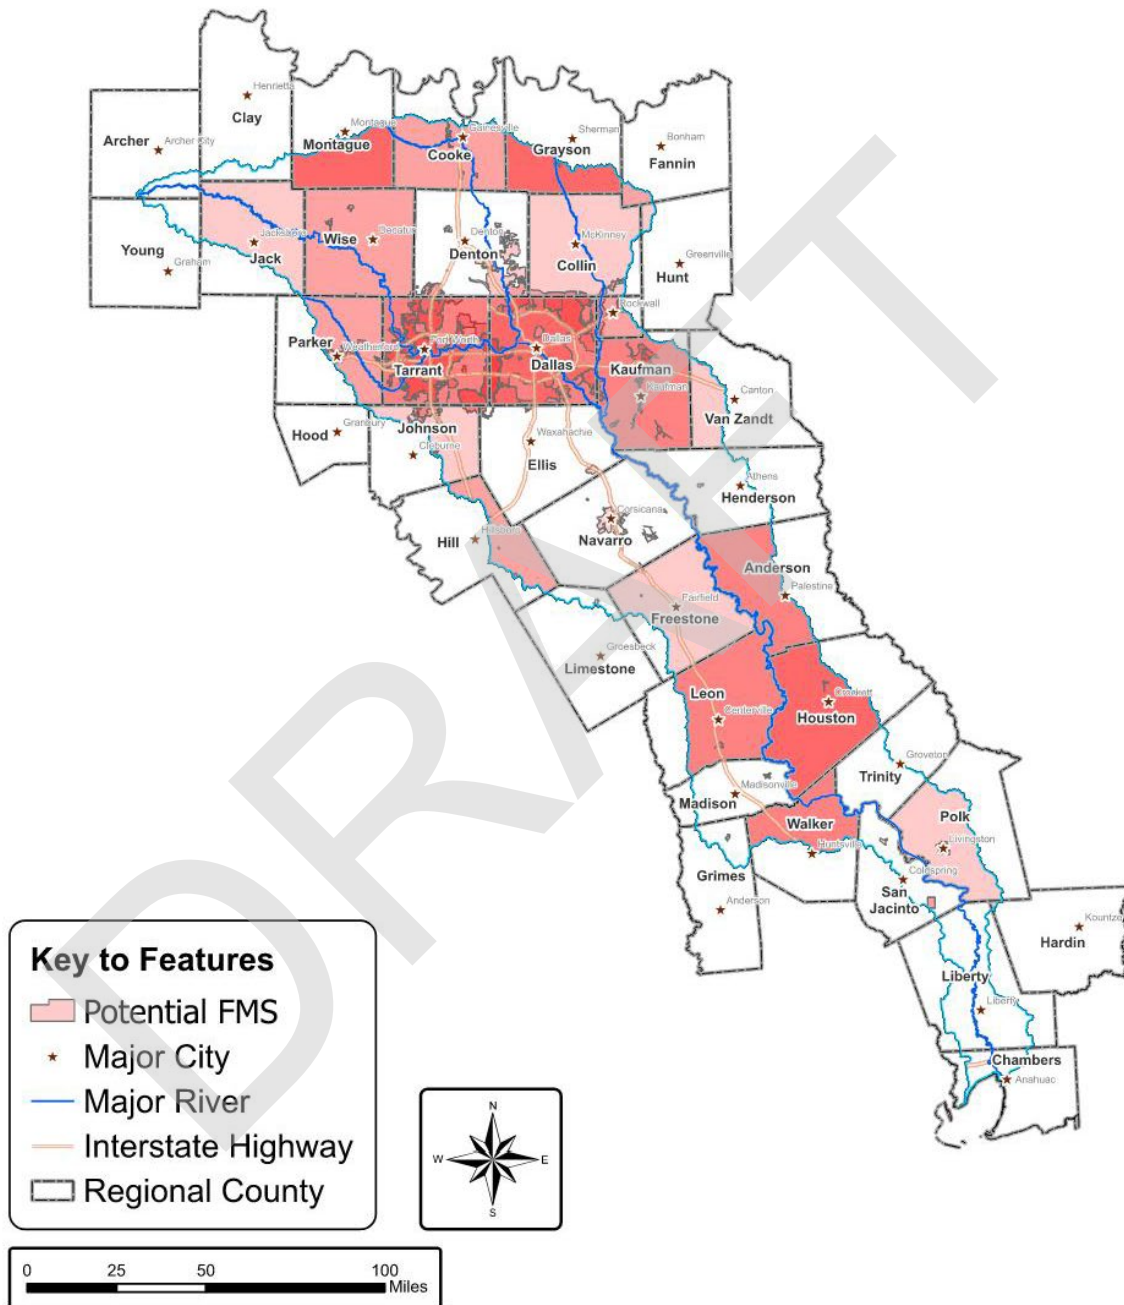 Henrietta
Clay
Archer
Archer City
Montague
Montague
Gainesville
Cooke
Sherman
Grayson
Bonham
Fannin
Young
Graham
Jacksboro
Jack
Wise
Decatur
Denton
Denton
McKinney
Collin
Greenville
Hunt
Rockwall
Parker
Weatherford
Fort Worth
Tarrant
Dallas
Dallas
Kaufman
Kaufman
Canton
Van Zandt
Hood
Granbury
Johnson
Cleburne
Waxahachie
Ellis
Athens
Henderson
Hill
Hillsboro
Corsicana
Navarro
Anderson
Palestine
Fairfield
Freestone
Groesbeck
Limestone
Leon
Centerville
Crockett
Houston
Groveton
Trinity
Madisonville
Madison
Walker
Huntsville
Polk
Livingston
Grimes
Anderson
Coldspring
San
Jacinto
Kountze
Hardin
Liberty
Liberty
Chambers
Anahuac
DRAFT
Key to Features
Potential FMS
Major City
Major River
Interstate Highway
Regional County
N
W E
S
0 25 50 100
Miles